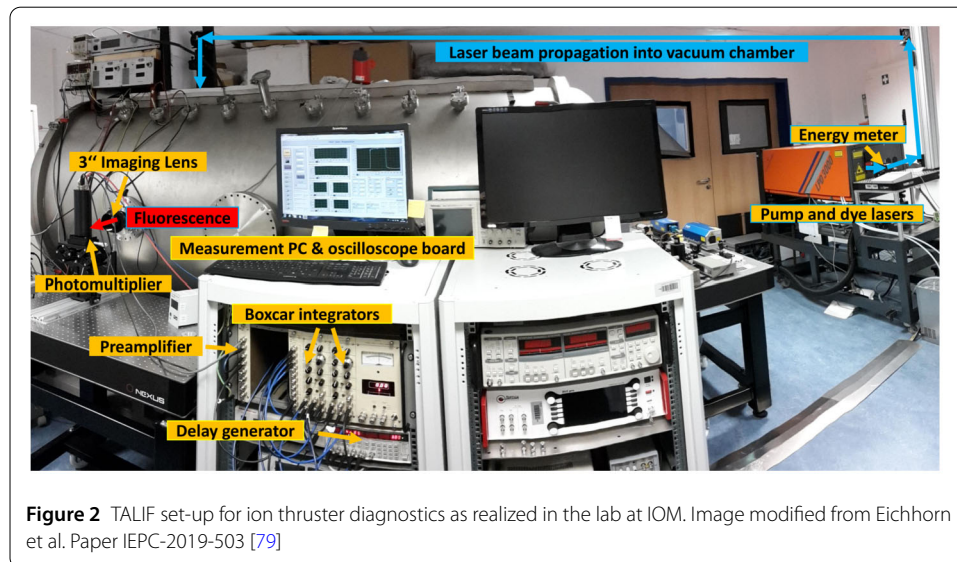 Laser beam propagation into vacuum chamber
Energy meter
3“ Imaging Lens
Fluorescence
Pump and dye lasers
Measurement PC & oscilloscope board
Photomultiplier
Boxcar integrators
Preamplifier
NEXUS
Delay generator
Figure 2 TALIF set-up for ion thruster diagnostics as realized in the lab at IOM. Image modified from Eichhorn
et al. Paper IEPC-2019-503 [79]